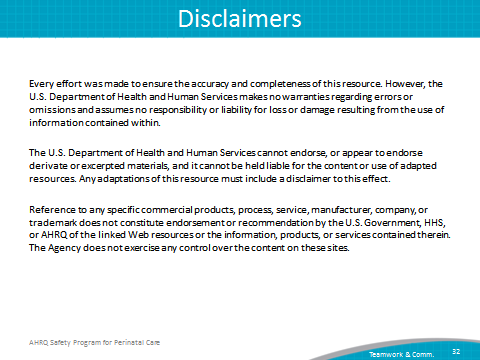 Disclaimers
Every effort was made to ensure the accuracy and completeness of this resource. However, the
U.S. Department of Health and Human Services makes no warranties regarding errors or
omissions and assumes no responsibility or liability for loss or damage resulting from the use of
information contained within.
The U.S. Department of Health and Human Services cannot endorse, or appear to endorse
derivate or excerpted materials, and it cannot be held liable for the content or use of adapted
resources. Any adaptations of this resource must include a disclaimer to this effect.
Reference to any specific commercial products, process, service, manufacturer, company, or
trademark does not constitute endorsement or recommendation by the U.S. Government, HHS,
or AHRQ of the linked Web resources or the information, products, or services contained therein.
The Agency does not exercise any control over the content on these sites.
AHRQ Safety Program for Perinatal Care
Teamwork & Comm.
32